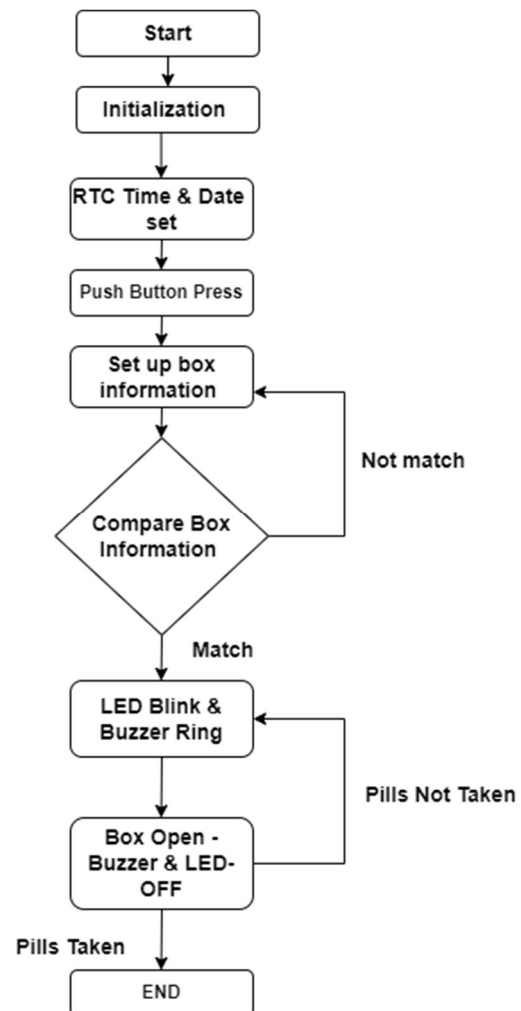 Start
Initialization
RTC Time & Date
set
Push Button Press
Set up box
information
Not match
Compare Box
Information
Match
LED Blink &
Buzzer Ring
Pills Not Taken
Box Open -
Buzzer & LED-
OFF
Pills Taken
END